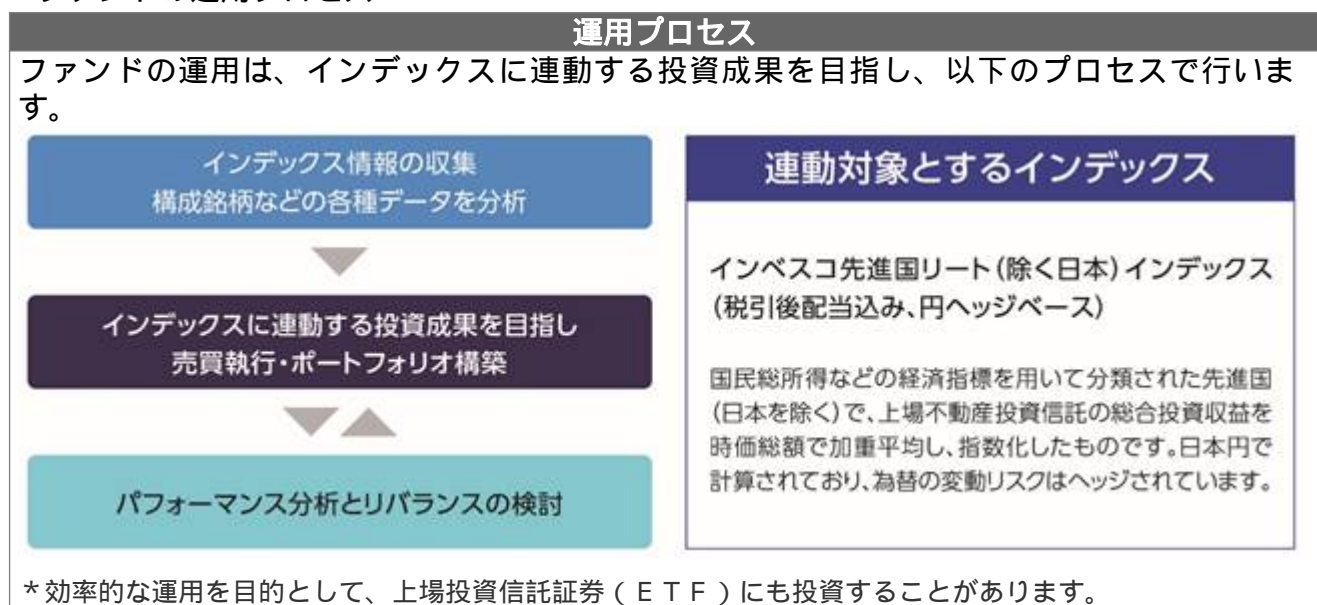 運用プロセス
ファンドの運用は、インデックスに連動する投資成果を目指し、以下のプロセスで行いま
す。
インデックス情報の収集
構成銘柄などの各種データを分析
インデックスに連動する投資成果を目指し
売買執行・ポートフォリオ構築
パフォーマンス分析とリバランスの検討
連動対象とするインデックス
インベスコ先進国リート(除く日本)インデックス
(税引後配当込み、円ヘッジベース)
国民総所得などの経済指標を用いて分類された先進国
(日本を除く)で、上場不動産投資信託の総合投資収益を
時価総額で加重平均し、指数化したものです。日本円で
計算されており、為替の変動リスクはヘッジされています。
*効率的な運用を目的として、上場投資信託証券(ETF)にも投資することがあります。